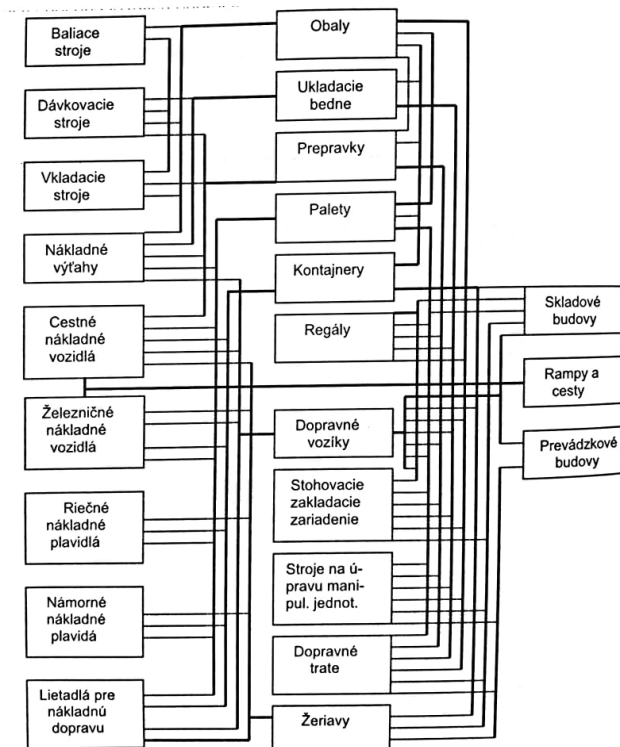 Baliace
stroje
Dávkovacie
stroje
Vkladacie
stroje
Nákladné
výťahy
Cestné
nákladné
vozidlá
Železničné
nákladné
vozidlá
Riečné
nákladné
plavidlá
Námorné
nákladné
plavidá
Lietadlá pre
nákladnú
dopravu
Obaly
Ukladacie
bedne
Prepravky
Palety
Kontajnery
Regály
Dopravné
vozíky
Stohovacie
zakladacie
zariadenie
Stroje na ú-
pravu mani-
pul. jednot.
Dopravné
trate
Žeriavy
Skladové
budovy
Rampy a
cesty
Prevádzkové
budovy